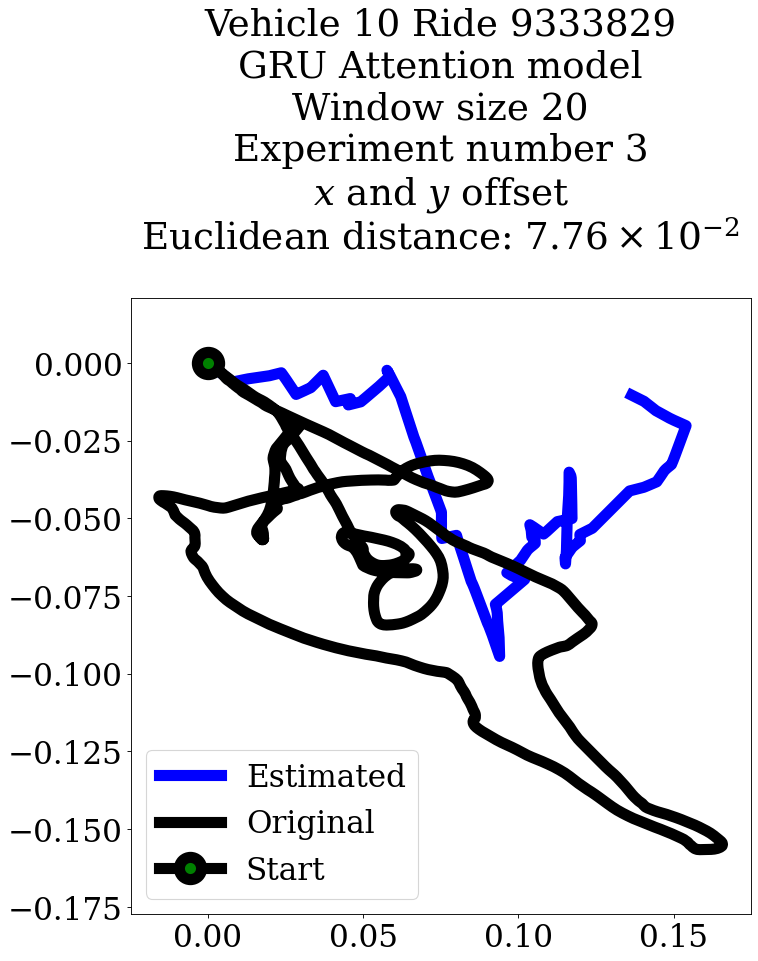 Vehicle 10 Ride 9333829
GRU Attention model
Window size 20
Experiment number 3
x and y offset
Euclidean distance: 7.76 × 10⁻²
0.000
−0.025
−0.050
−0.075
−0.100
−0.125
−0.150
−0.175
Estimated
Original
Start
0.00 0.05 0.10 0.15